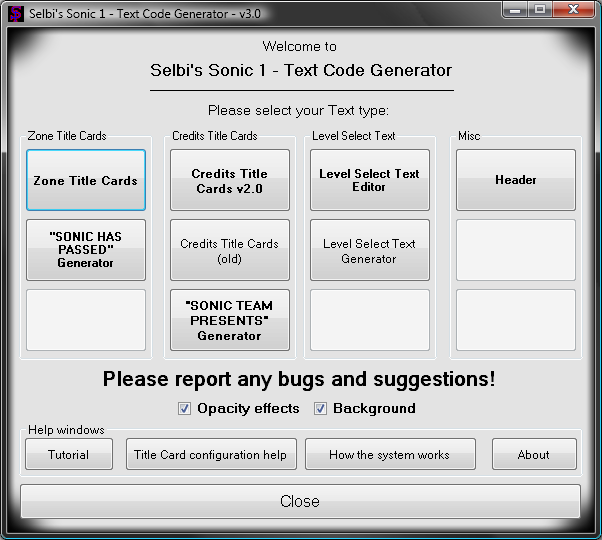 Selbi's Sonic 1 - Text Code Generator - v3.0
Welcome to
Selbi's Sonic 1 - Text Code Generator
Please select your Text type:
Zone Title Cards
Zone Title Cards
"SONIC HAS
PASSED"
Generator
Credits Title Cards
Credits Title
Cards v2.0
Credits Title Cards
(old)
"SONIC TEAM
PRESENTS"
Generator
Level Select Text
Level Select Text
Editor
Level Select Text
Generator
Misc
Header
Please report any bugs and suggestions!
Opacity effects
Background
Help windows
Tutorial
Title Card configuration help
How the system works
About
Close